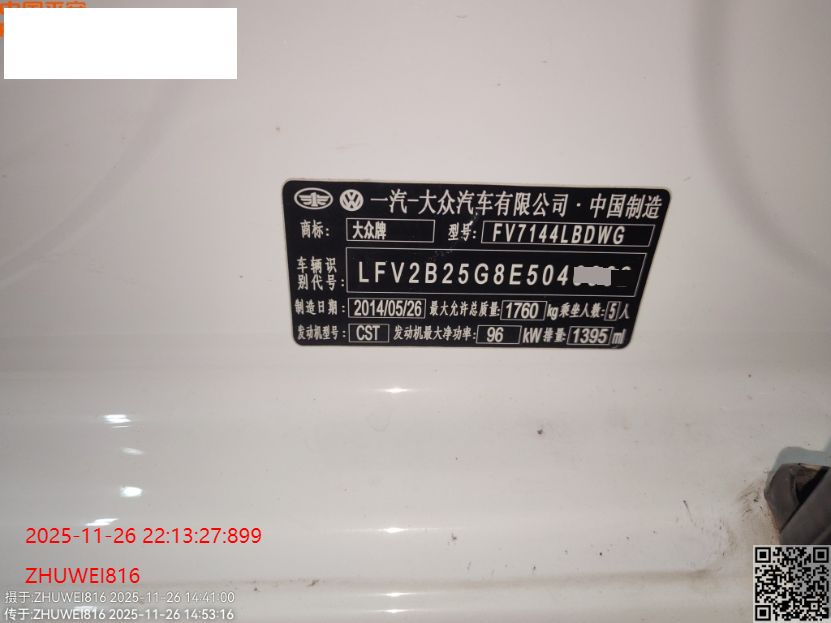 中国平安
一汽-大众汽车有限公司·中国制造
商标: 大众牌 型号: FV7144LBDWG
车辆识别代号: LFV2B25G8E504
制造日期: 2014/05/26 最大允许总质量: 1760 kg 乘坐人数: 5 人
发动机型号: CST 发动机最大净功率: 96 kW 排量: 1395 ml
2025-11-26 22:13:27:899
ZHUWEI816
摄于:ZHUWEI816 2025-11-26 14:41:00
传于:ZHUWEI816 2025-11-26 14:53:16